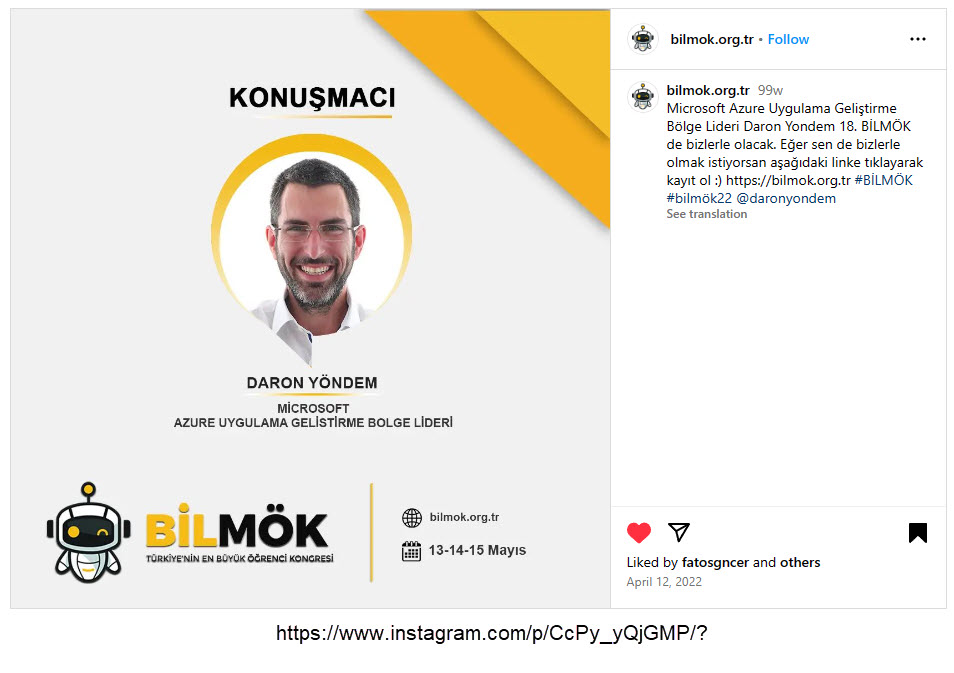 KONUŞMACI
DARON YÖNDEM
MİCROSOFT
AZURE UYGULAMA GELİSTİRME BOLGE LİDERİ
BİLMÖK
TÜRKİYE'NİN EN BÜYÜK ÖĞRENCİ KONGRESİ
bilmok.org.tr
13-14-15 Mayıs
bilmok.org.tr • Follow
bilmok.org.tr 99w
Microsoft Azure Uygulama Geliştirme
Bölge Lideri Daron Yondem 18. BİLMÖK
de bizlerle olacak. Eğer sen de bizlerle
olmak istiyorsan aşağıdaki linke tıklayarak
kayıt ol :) https://bilmok.org.tr #BİLMÖK
#bilmök22 @daronyondem
See translation
Liked by fatosgncer and others
April 12, 2022
https://www.instagram.com/p/CcPy_yQjGMP/?